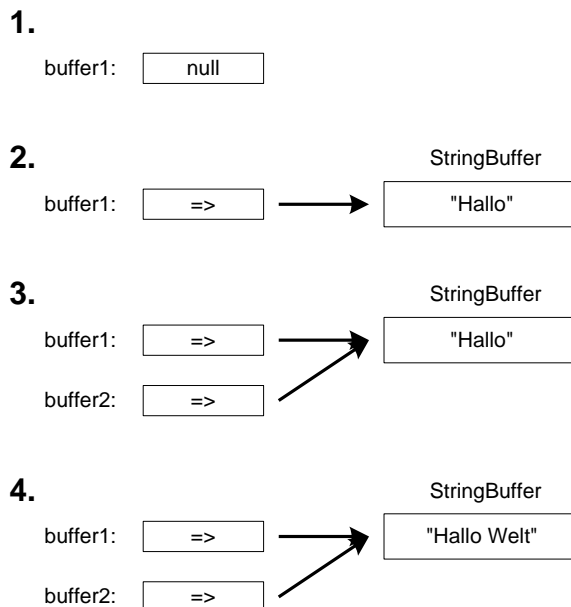 1.
buffer1: null
2.
StringBuffer
buffer1: => "Hallo"
3.
StringBuffer
buffer1: => "Hallo"
buffer2: =>
4.
StringBuffer
buffer1: => "Hallo Welt"
buffer2: =>